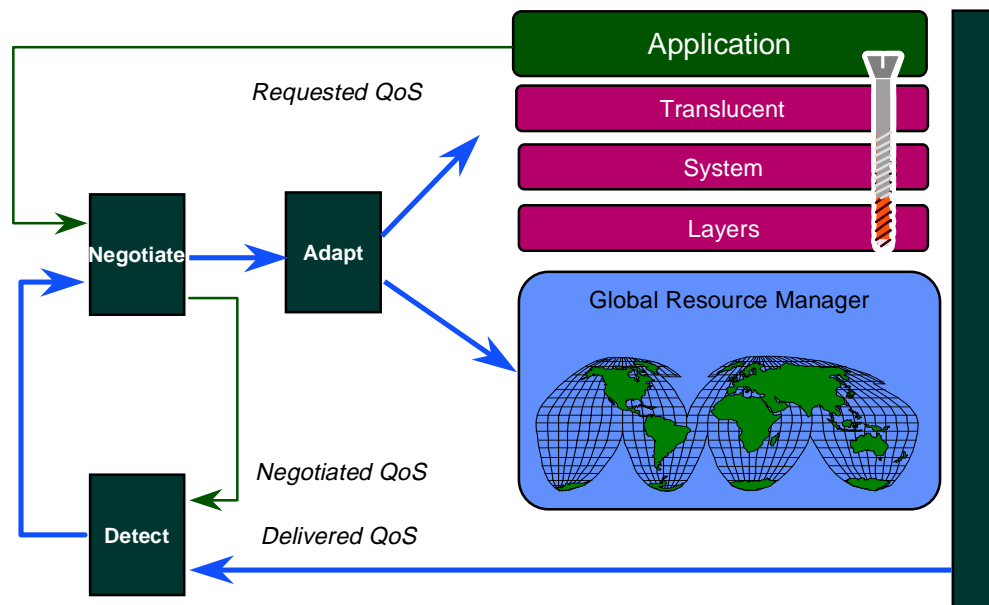 Application
Requested QoS
Translucent
System
Layers
Negotiate
Adapt
Global Resource Manager
Negotiated QoS
Detect
Delivered QoS